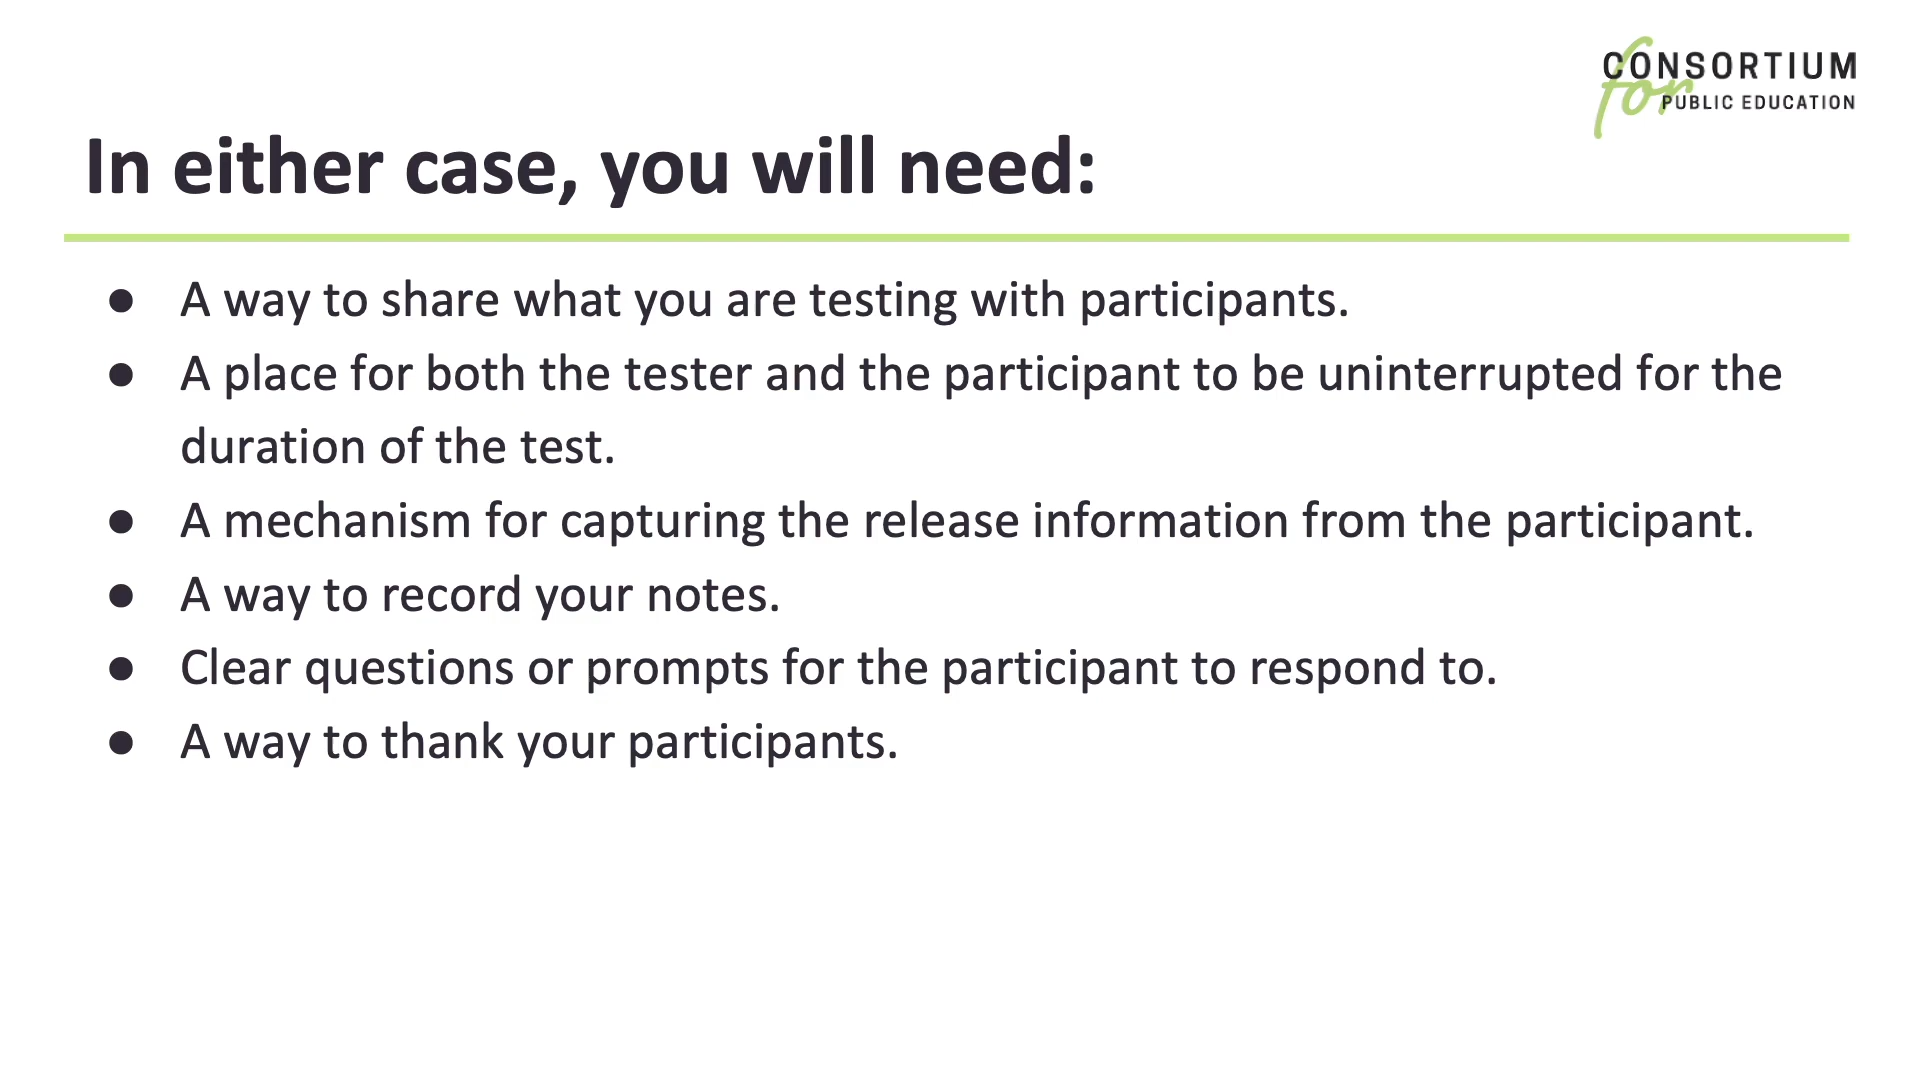 CONSORTIUM
for
PUBLIC EDUCATION
In either case, you will need:
● A way to share what you are testing with participants.
● A place for both the tester and the participant to be uninterrupted for the
duration of the test.
● A mechanism for capturing the release information from the participant.
● A way to record your notes.
● Clear questions or prompts for the participant to respond to.
● A way to thank your participants.